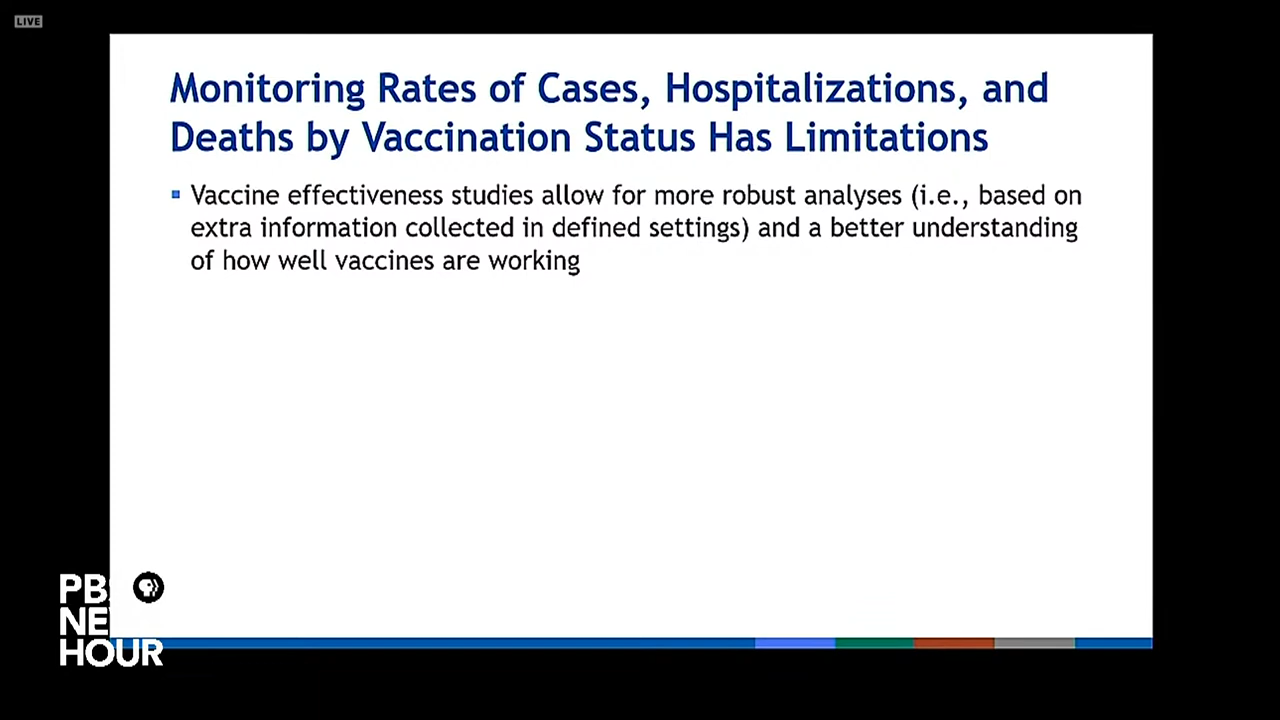 LIVE
Monitoring Rates of Cases, Hospitalizations, and
Deaths by Vaccination Status Has Limitations
Vaccine effectiveness studies allow for more robust analyses (i.e., based on
extra information collected in defined settings) and a better understanding
of how well vaccines are working
PB
NE
HOUR